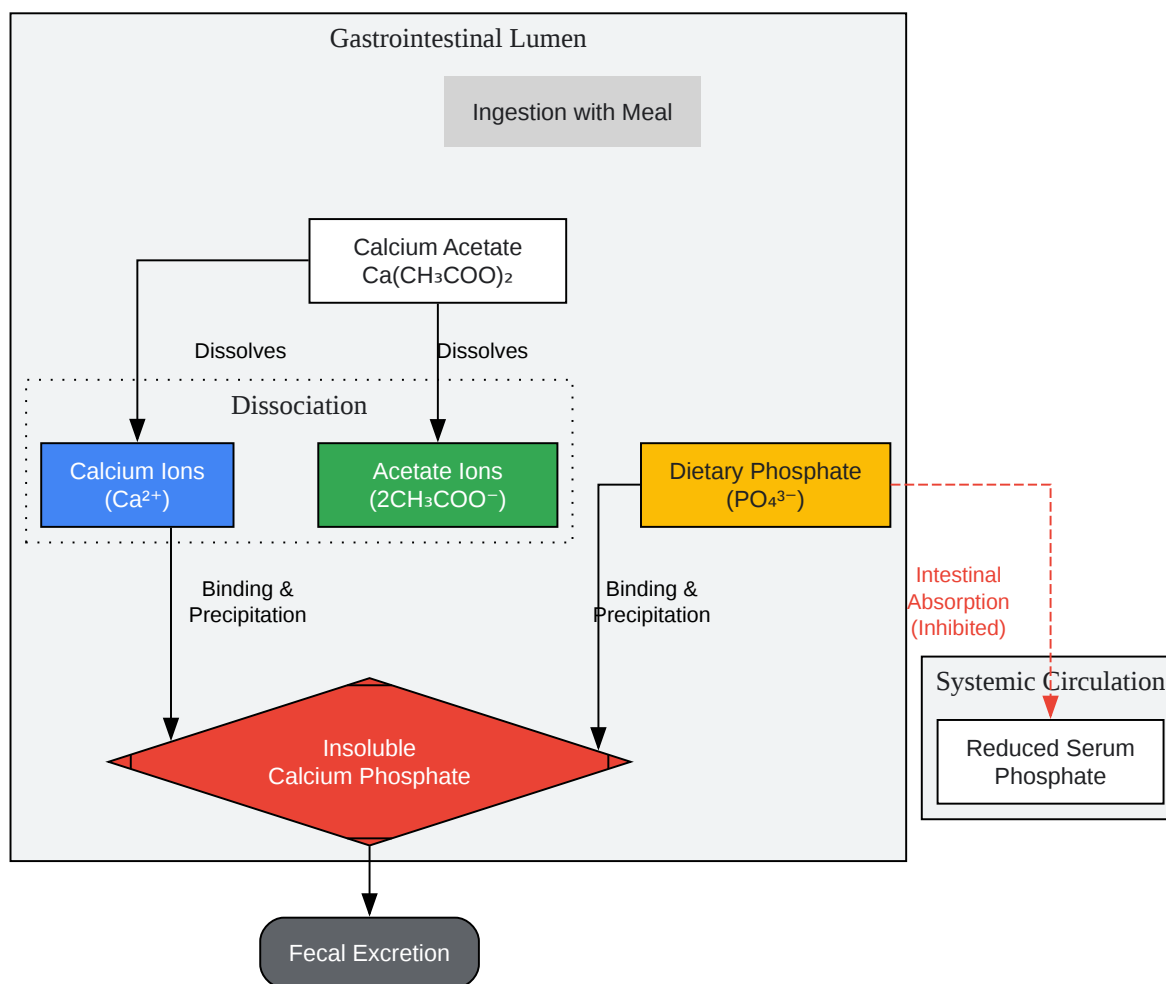 Gastrointestinal Lumen
Ingestion with Meal
Calcium Acetate
Ca(CH₃COO)₂
Dissolves
Dissolves
Dissociation
Calcium Ions
(Ca²⁺)
Acetate Ions
(2CH₃COO⁻)
Dietary Phosphate
(PO₄³⁻)
Binding &
Precipitation
Binding &
Precipitation
Intestinal
Absorption
(Inhibited)
Systemic Circulation
Reduced Serum
Phosphate
Insoluble
Calcium Phosphate
Fecal Excretion